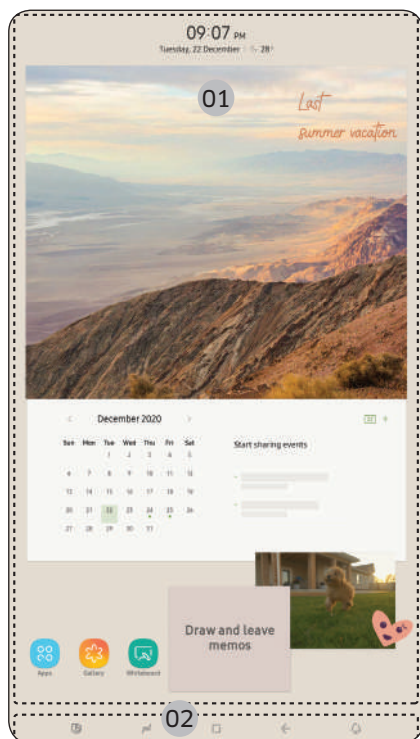 09:07 PM
Tuesday, 22 December 28°
01
Last
summer vacation
December 2020
Sun Mon Tue Wed Thu Fri Sat
1 2 3 4 5
6 7 8 9 10 11 12
13 14 15 16 17 18 19
20 21 22 23 24 25 26
27 28 29 30 31
Start sharing events
Draw and leave
memos
Apps Gallery Whiteboard
02